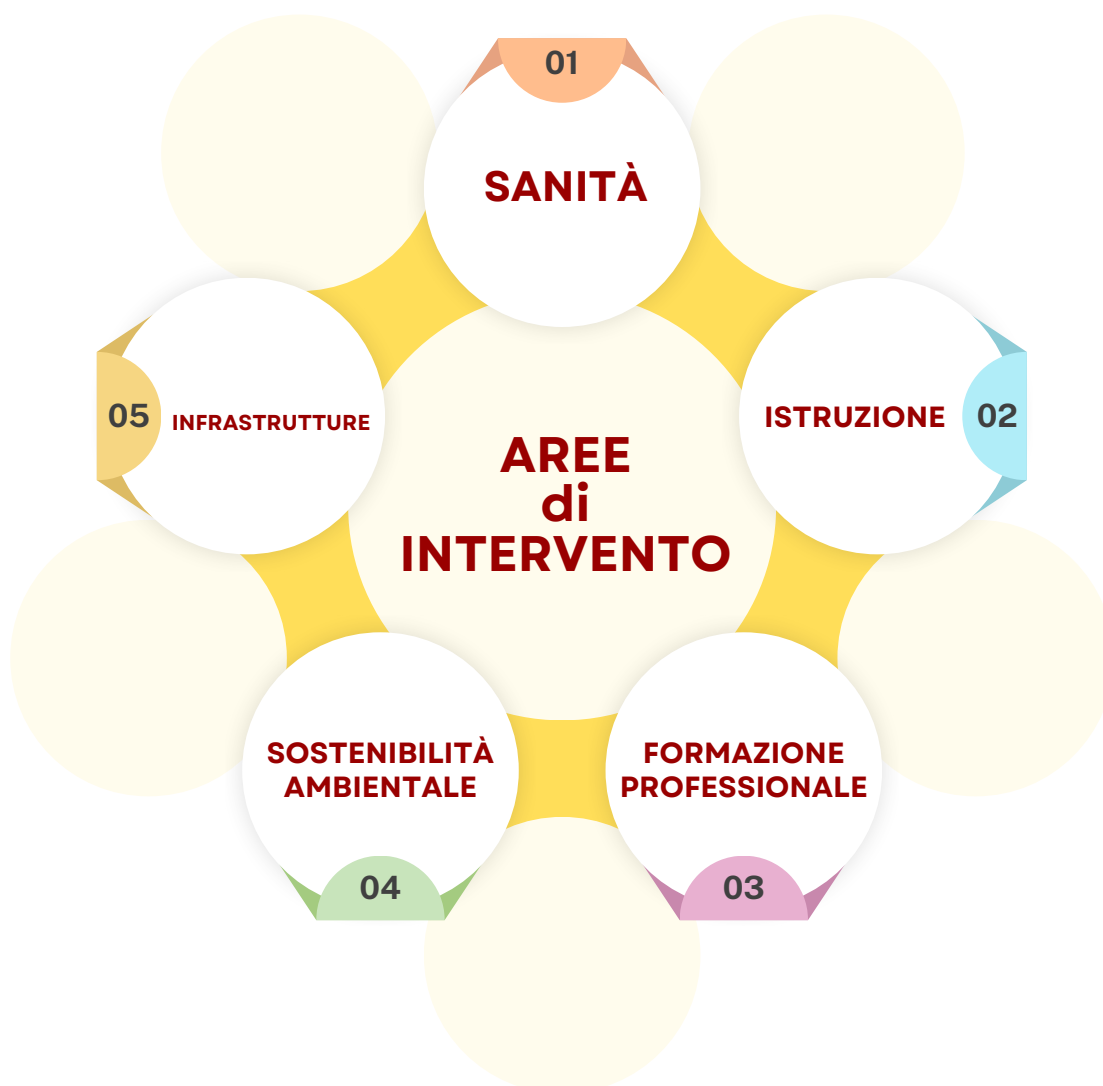 AREE
di
INTERVENTO
01
SANITÀ
ISTRUZIONE
02
FORMAZIONE
PROFESSIONALE
03
SOSTENIBILITÀ
AMBIENTALE
04
05
INFRASTRUTTURE